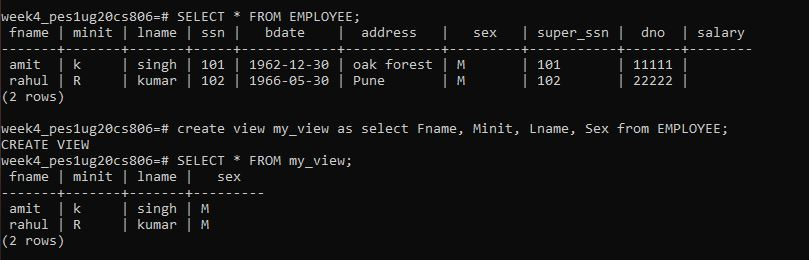 week4_pes1ug20cs806=# SELECT * FROM EMPLOYEE;
 fname | minit | lname | ssn |   bdate    |  address   |   sex   | super_ssn |  dno  | salary
-------+-------+-------+-----+------------+------------+---------+-----------+-------+--------
 amit  | k     | singh | 101 | 1962-12-30 | oak forest | M       | 101       | 11111 |
 rahul | R     | kumar | 102 | 1966-05-30 | Pune       | M       | 102       | 22222 |
(2 rows)
week4_pes1ug20cs806=# create view my_view as select Fname, Minit, Lname, Sex from EMPLOYEE;
CREATE VIEW
week4_pes1ug20cs806=# SELECT * FROM my_view;
 fname | minit | lname |   sex
-------+-------+-------+---------
 amit  | k     | singh | M
 rahul | R     | kumar | M
(2 rows)